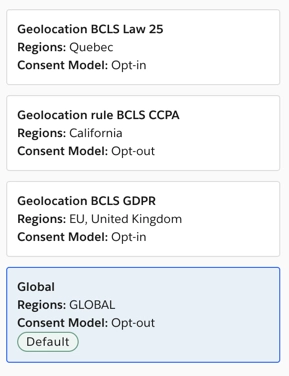 Geolocation BCLS Law 25
Regions: Quebec
Consent Model: Opt-in
Geolocation rule BCLS CCPA
Regions: California
Consent Model: Opt-out
Geolocation BCLS GDPR
Regions: EU, United Kingdom
Consent Model: Opt-in
Global
Regions: GLOBAL
Consent Model: Opt-out
Default